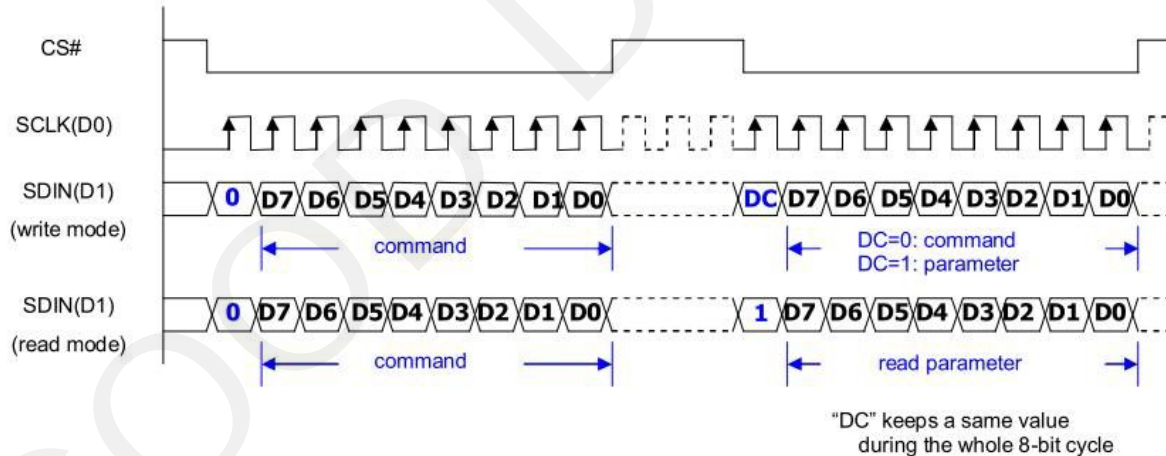 CS#
SCLK(D0)
SDIN(D1)
(write mode)
0 D7 D6 D5 D4 D3 D2 D1 D0
DC D7 D6 D5 D4 D3 D2 D1 D0
command
DC=0: command
DC=1: parameter
SDIN(D1)
(read mode)
0 D7 D6 D5 D4 D3 D2 D1 D0
1 D7 D6 D5 D4 D3 D2 D1 D0
command
read parameter
"DC" keeps a same value
during the whole 8-bit cycle